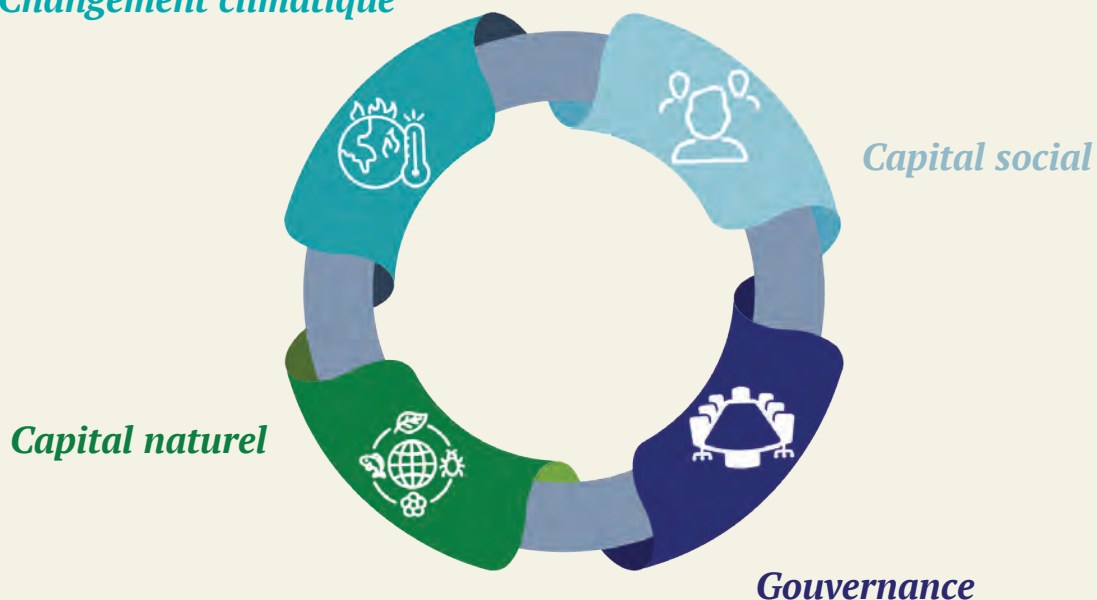 Changement climatique
Capital social
Capital naturel
Gouvernance